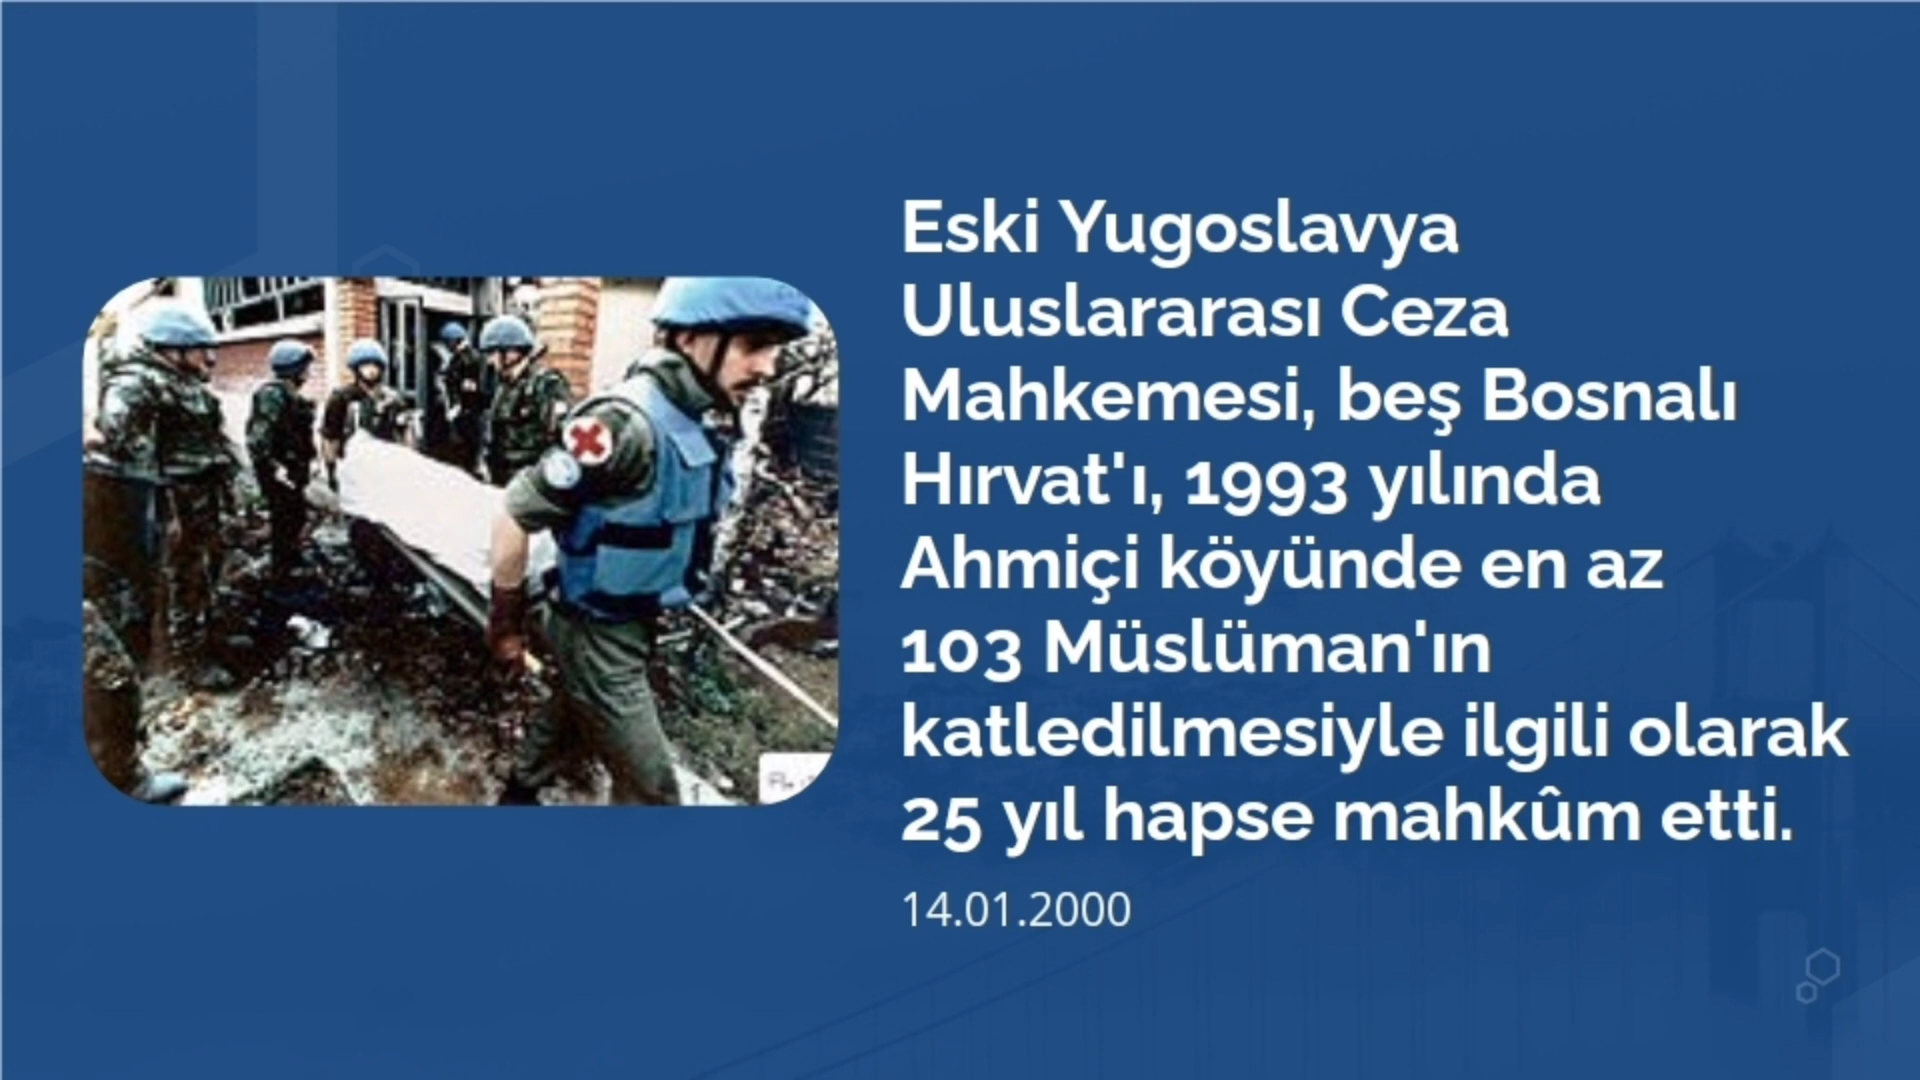 Eski Yugoslavya
Uluslararası Ceza
Mahkemesi, beş Bosnalı
Hırvat'ı, 1993 yılında
Ahmiçi köyünde en az
103 Müslüman'ın
katledilmesiyle ilgili olarak
25 yıl hapse mahkûm etti.
14.01.2000